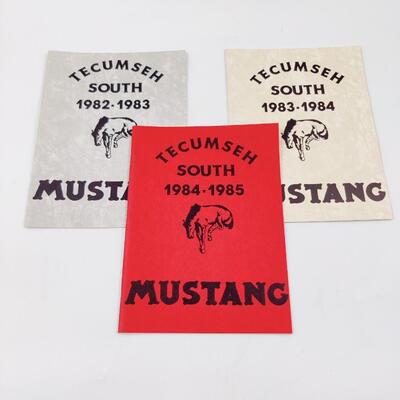 TECUMSEH
SOUTH
1982-1983
MUSTANG
TECUMSEH
SOUTH
1983-1984
MUSTANG
TECUMSEH
SOUTH
1984-1985
MUSTANG